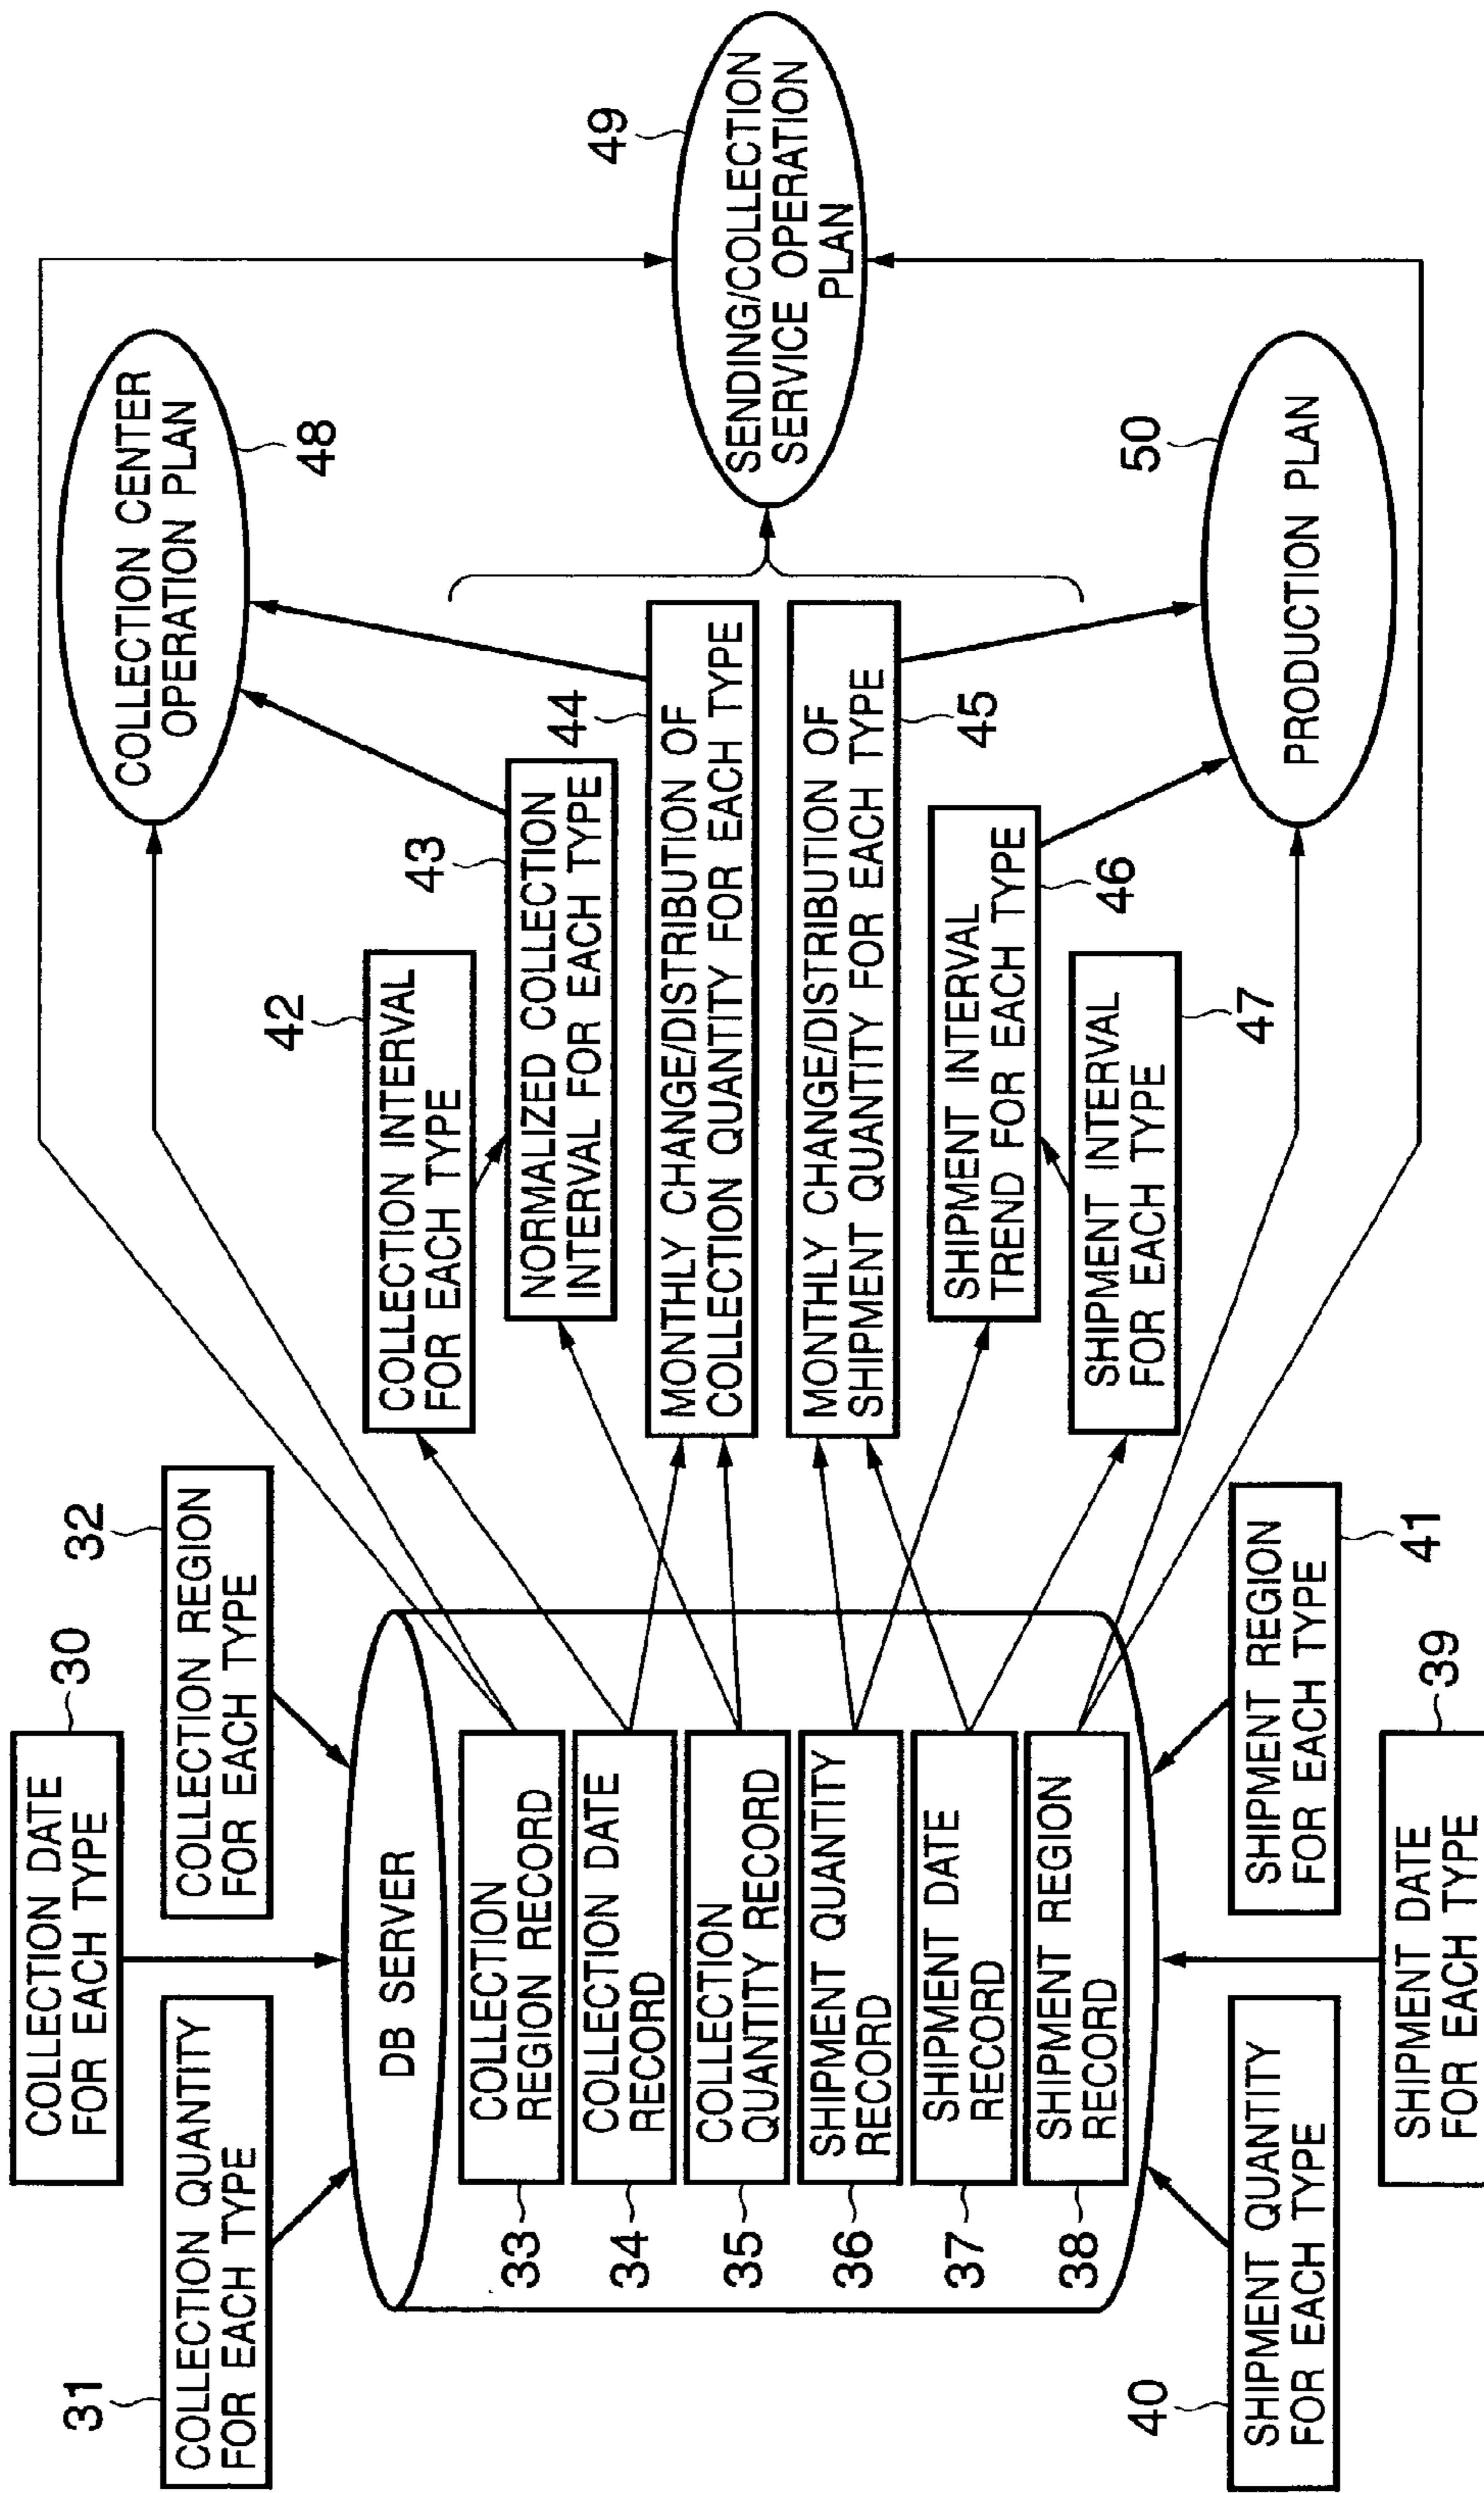 31
COLLECTION QUANTITY
FOR EACH TYPE
30
COLLECTION DATE
FOR EACH TYPE
32
COLLECTION REGION
FOR EACH TYPE
DB SERVER
33
COLLECTION
REGION RECORD
34
COLLECTION DATE
RECORD
35
COLLECTION
QUANTITY RECORD
36
SHIPMENT QUANTITY
RECORD
37
SHIPMENT DATE
RECORD
38
SHIPMENT REGION
RECORD
40
SHIPMENT QUANTITY
FOR EACH TYPE
39
SHIPMENT DATE
FOR EACH TYPE
41
SHIPMENT REGION
FOR EACH TYPE
42
COLLECTION INTERVAL
FOR EACH TYPE
43
NORMALIZED COLLECTION
INTERVAL FOR EACH TYPE
44
MONTHLY CHANGE/DISTRIBUTION OF
COLLECTION QUANTITY FOR EACH TYPE
MONTHLY CHANGE/DISTRIBUTION OF
SHIPMENT QUANTITY FOR EACH TYPE
45
SHIPMENT INTERVAL
TREND FOR EACH TYPE
46
SHIPMENT INTERVAL
FOR EACH TYPE
47
COLLECTION CENTER
OPERATION PLAN
48
49
SENDING/COLLECTION
SERVICE OPERATION
PLAN
50
PRODUCTION PLAN